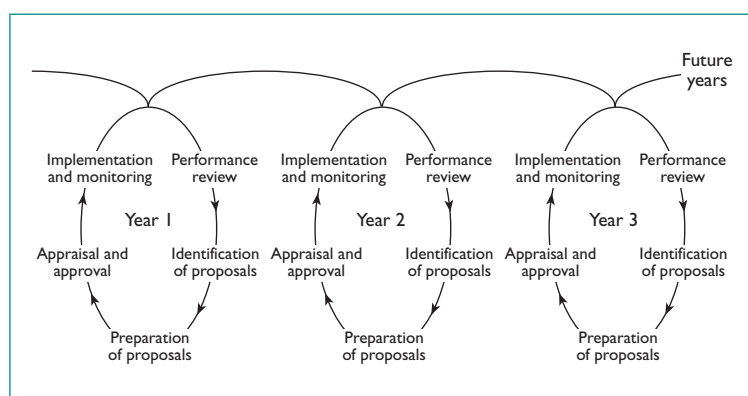 Future
years
Implementation
and monitoring
Performance
review
Year 1
Appraisal and
approval
Identification
of proposals
Preparation
of proposals
Implementation
and monitoring
Performance
review
Year 2
Appraisal and
approval
Identification
of proposals
Preparation
of proposals
Implementation
and monitoring
Performance
review
Year 3
Appraisal and
approval
Identification
of proposals
Preparation
of proposals